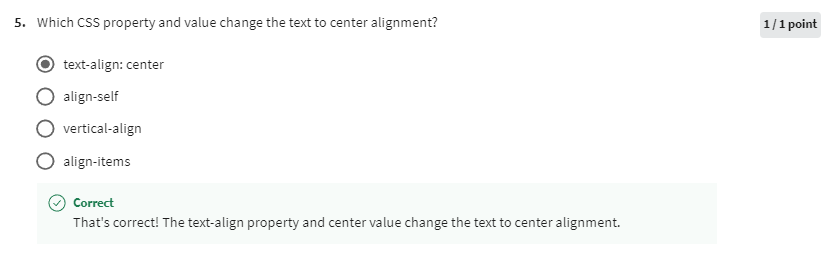 5. Which CSS property and value change the text to center alignment?
1 / 1 point
text-align: center
align-self
vertical-align
align-items
Correct
That's correct! The text-align property and center value change the text to center alignment.